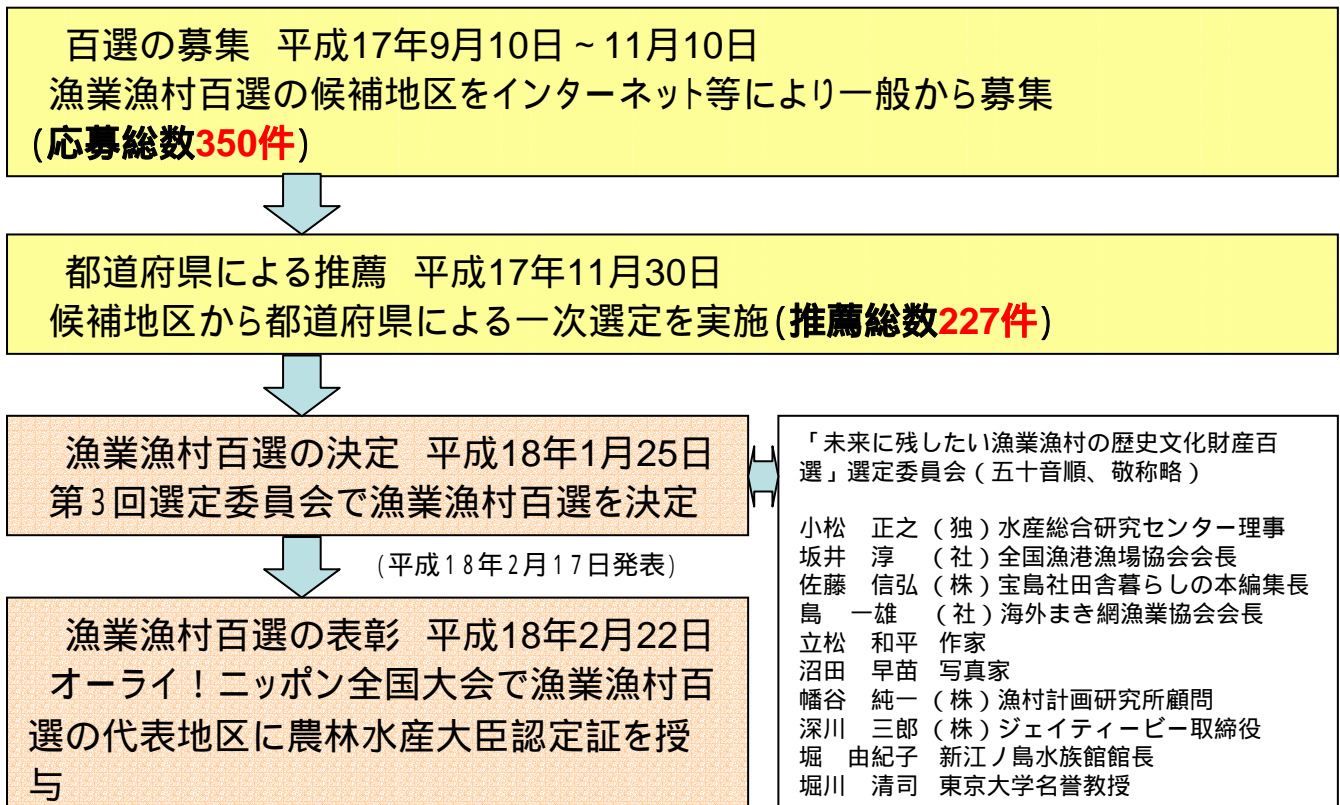 百選の募集 平成17年9月10日~11月10日
漁業漁村百選の候補地区をインターネット等により一般から募集
(応募総数350件)
都道府県による推薦 平成17年11月30日
候補地区から都道府県による一次選定を実施(推薦総数227件)
漁業漁村百選の決定 平成18年1月25日
第3回選定委員会で漁業漁村百選を決定
(平成18年2月17日発表)
漁業漁村百選の表彰 平成18年2月22日
オーライ!ニッポン全国大会で漁業漁村百
選の代表地区に農林水産大臣認定証を授
与
「未来に残したい漁業漁村の歴史文化財産百
選」選定委員会(五十音順、敬称略)
小松 正之(独)水産総合研究センター理事
坂井 淳 (社)全国漁港漁場協会会長
佐藤 信弘(株)宝島社田舎暮らしの本編集長
島 一雄 (社)海外まき網漁業協会会長
立松 和平 作家
沼田 早苗 写真家
幡谷 純一(株)漁村計画研究所顧問
深川 三郎(株)ジェイティービー取締役
堀 由紀子 新江ノ島水族館館長
堀川 清司 東京大学名誉教授